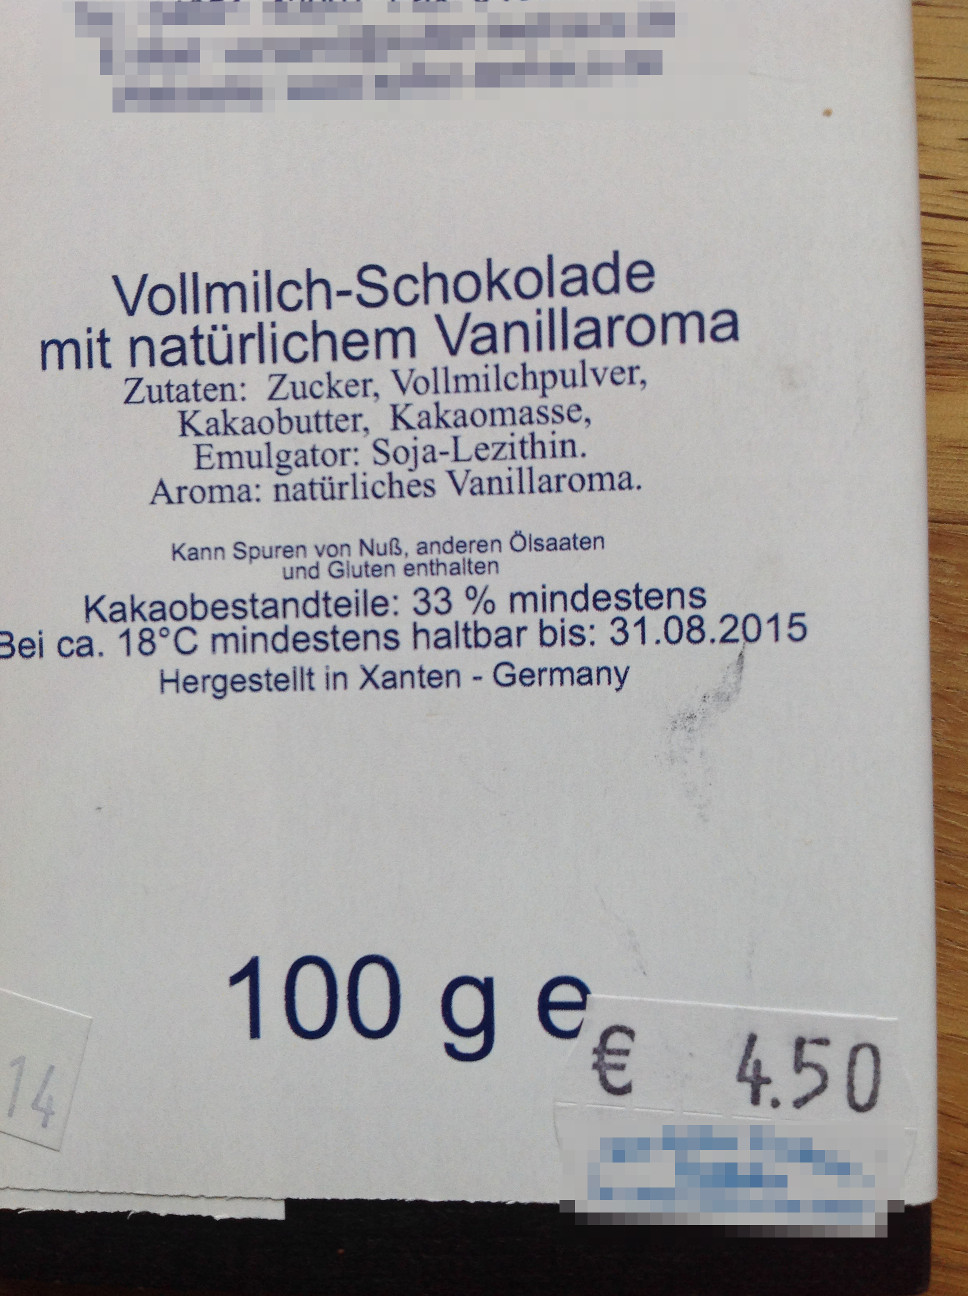 Vollmilch-Schokolade
mit natürlichem Vanillaroma
Zutaten: Zucker, Vollmilchpulver,
Kakaobutter, Kakaomasse,
Emulgator: Soja-Lezithin.
Aroma: natürliches Vanillaroma.
Kann Spuren von Nuß, anderen Ölsaaten
und Gluten enthalten
Kakaobestandteile: 33 % mindestens
Bei ca. 18°C mindestens haltbar bis: 31.08.2015
Hergestellt in Xanten - Germany
100 g e
€ 4.50
14